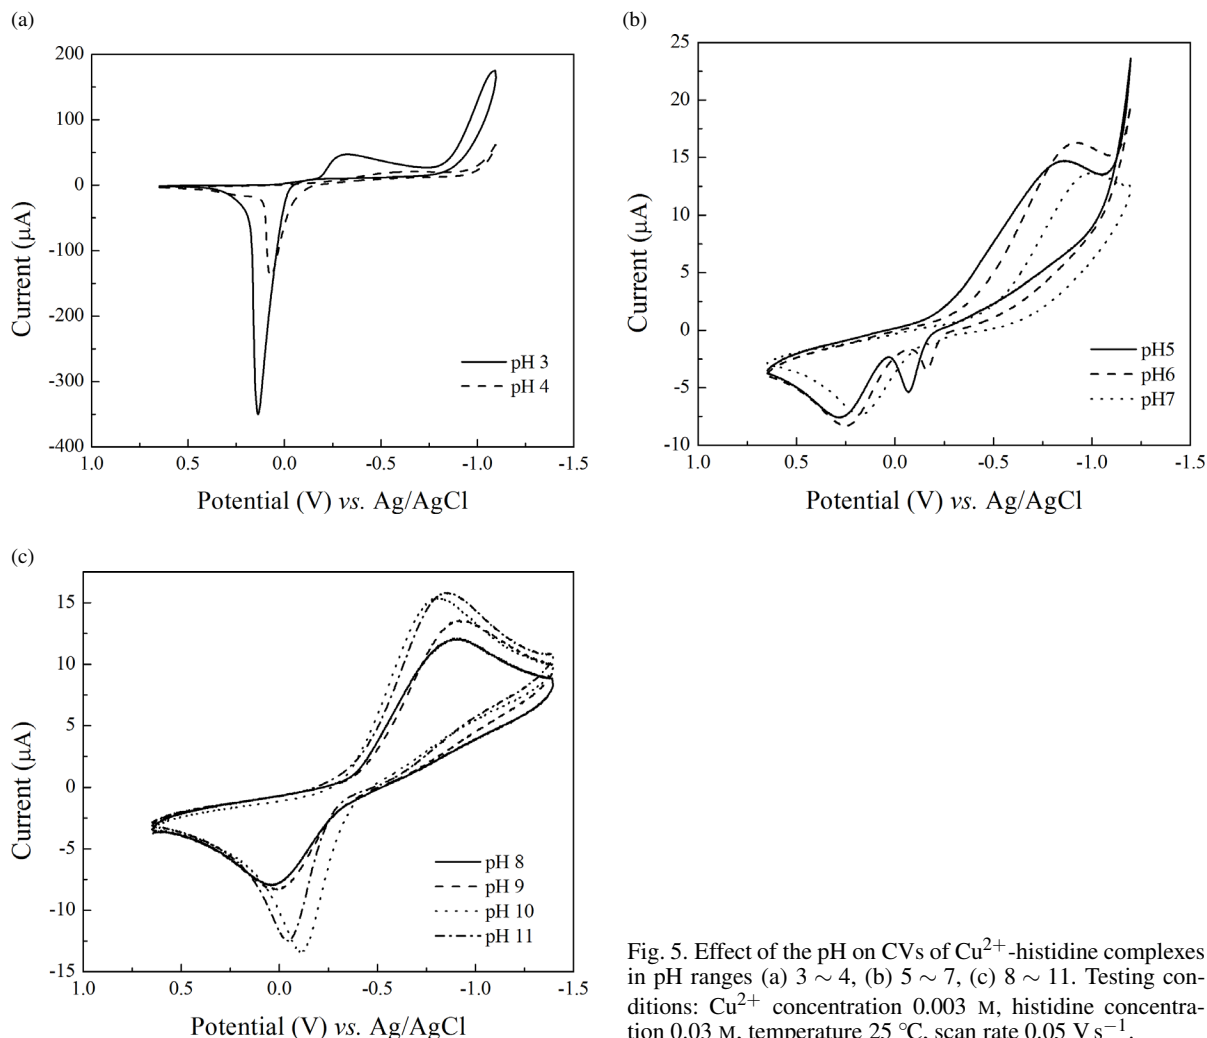 (a)
200
100
0
-100
-200
-300
-400
Current (μA)
pH 3
pH 4
1.0 0.5 0.0 -0.5 -1.0 -1.5
Potential (V) vs. Ag/AgCl
(b)
25
20
15
10
5
0
-5
-10
Current (μA)
pH5
pH6
pH7
1.0 0.5 0.0 -0.5 -1.0 -1.5
Potential (V) vs. Ag/AgCl
(c)
15
10
5
0
-5
-10
-15
Current (μA)
pH 8
pH 9
pH 10
pH 11
1.0 0.5 0.0 -0.5 -1.0 -1.5
Potential (V) vs. Ag/AgCl
Fig. 5. Effect of the pH on CVs of Cu²⁺-histidine complexes
in pH ranges (a) 3 ∼ 4, (b) 5 ∼ 7, (c) 8 ∼ 11. Testing con-
ditions: Cu²⁺ concentration 0.003 M, histidine concentra-
tion 0.03 M, temperature 25 °C, scan rate 0.05 V s⁻¹.